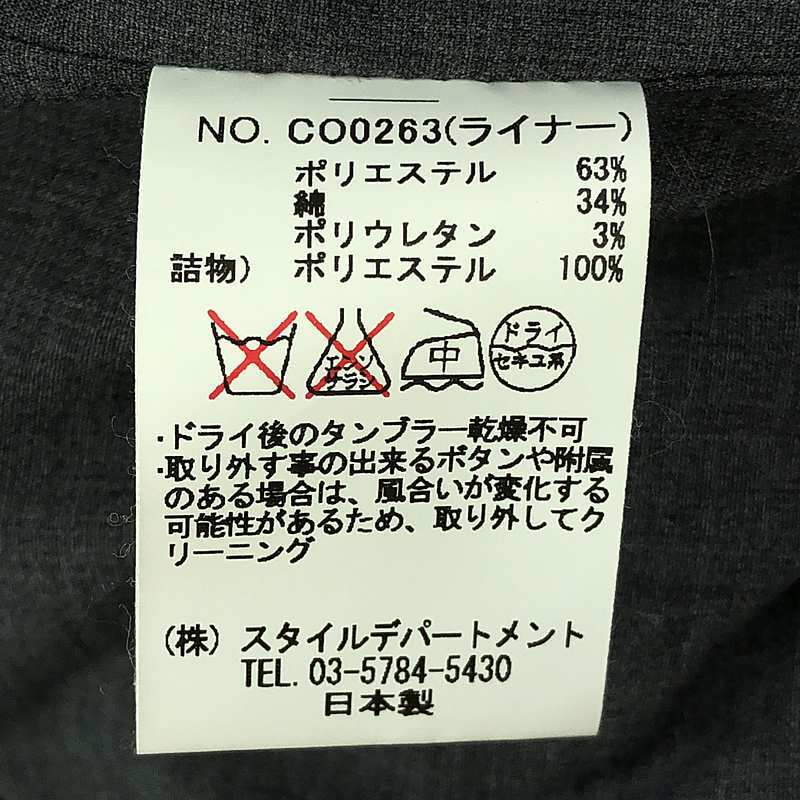 NO. CO0263(ライナー)
ポリエステル 63%
綿 34%
ポリウレタン 3%
詰物) ポリエステル 100%
エンソ
サラシ
中
ドライ
セキユ系
・ドライ後のタンブラー乾燥不可
・取り外す事の出来るボタンや附属
のある場合は、風合いが変化する
可能性があるため、取り外してク
リーニング
(株) スタイルデパートメント
TEL. 03-5784-5430
日本製